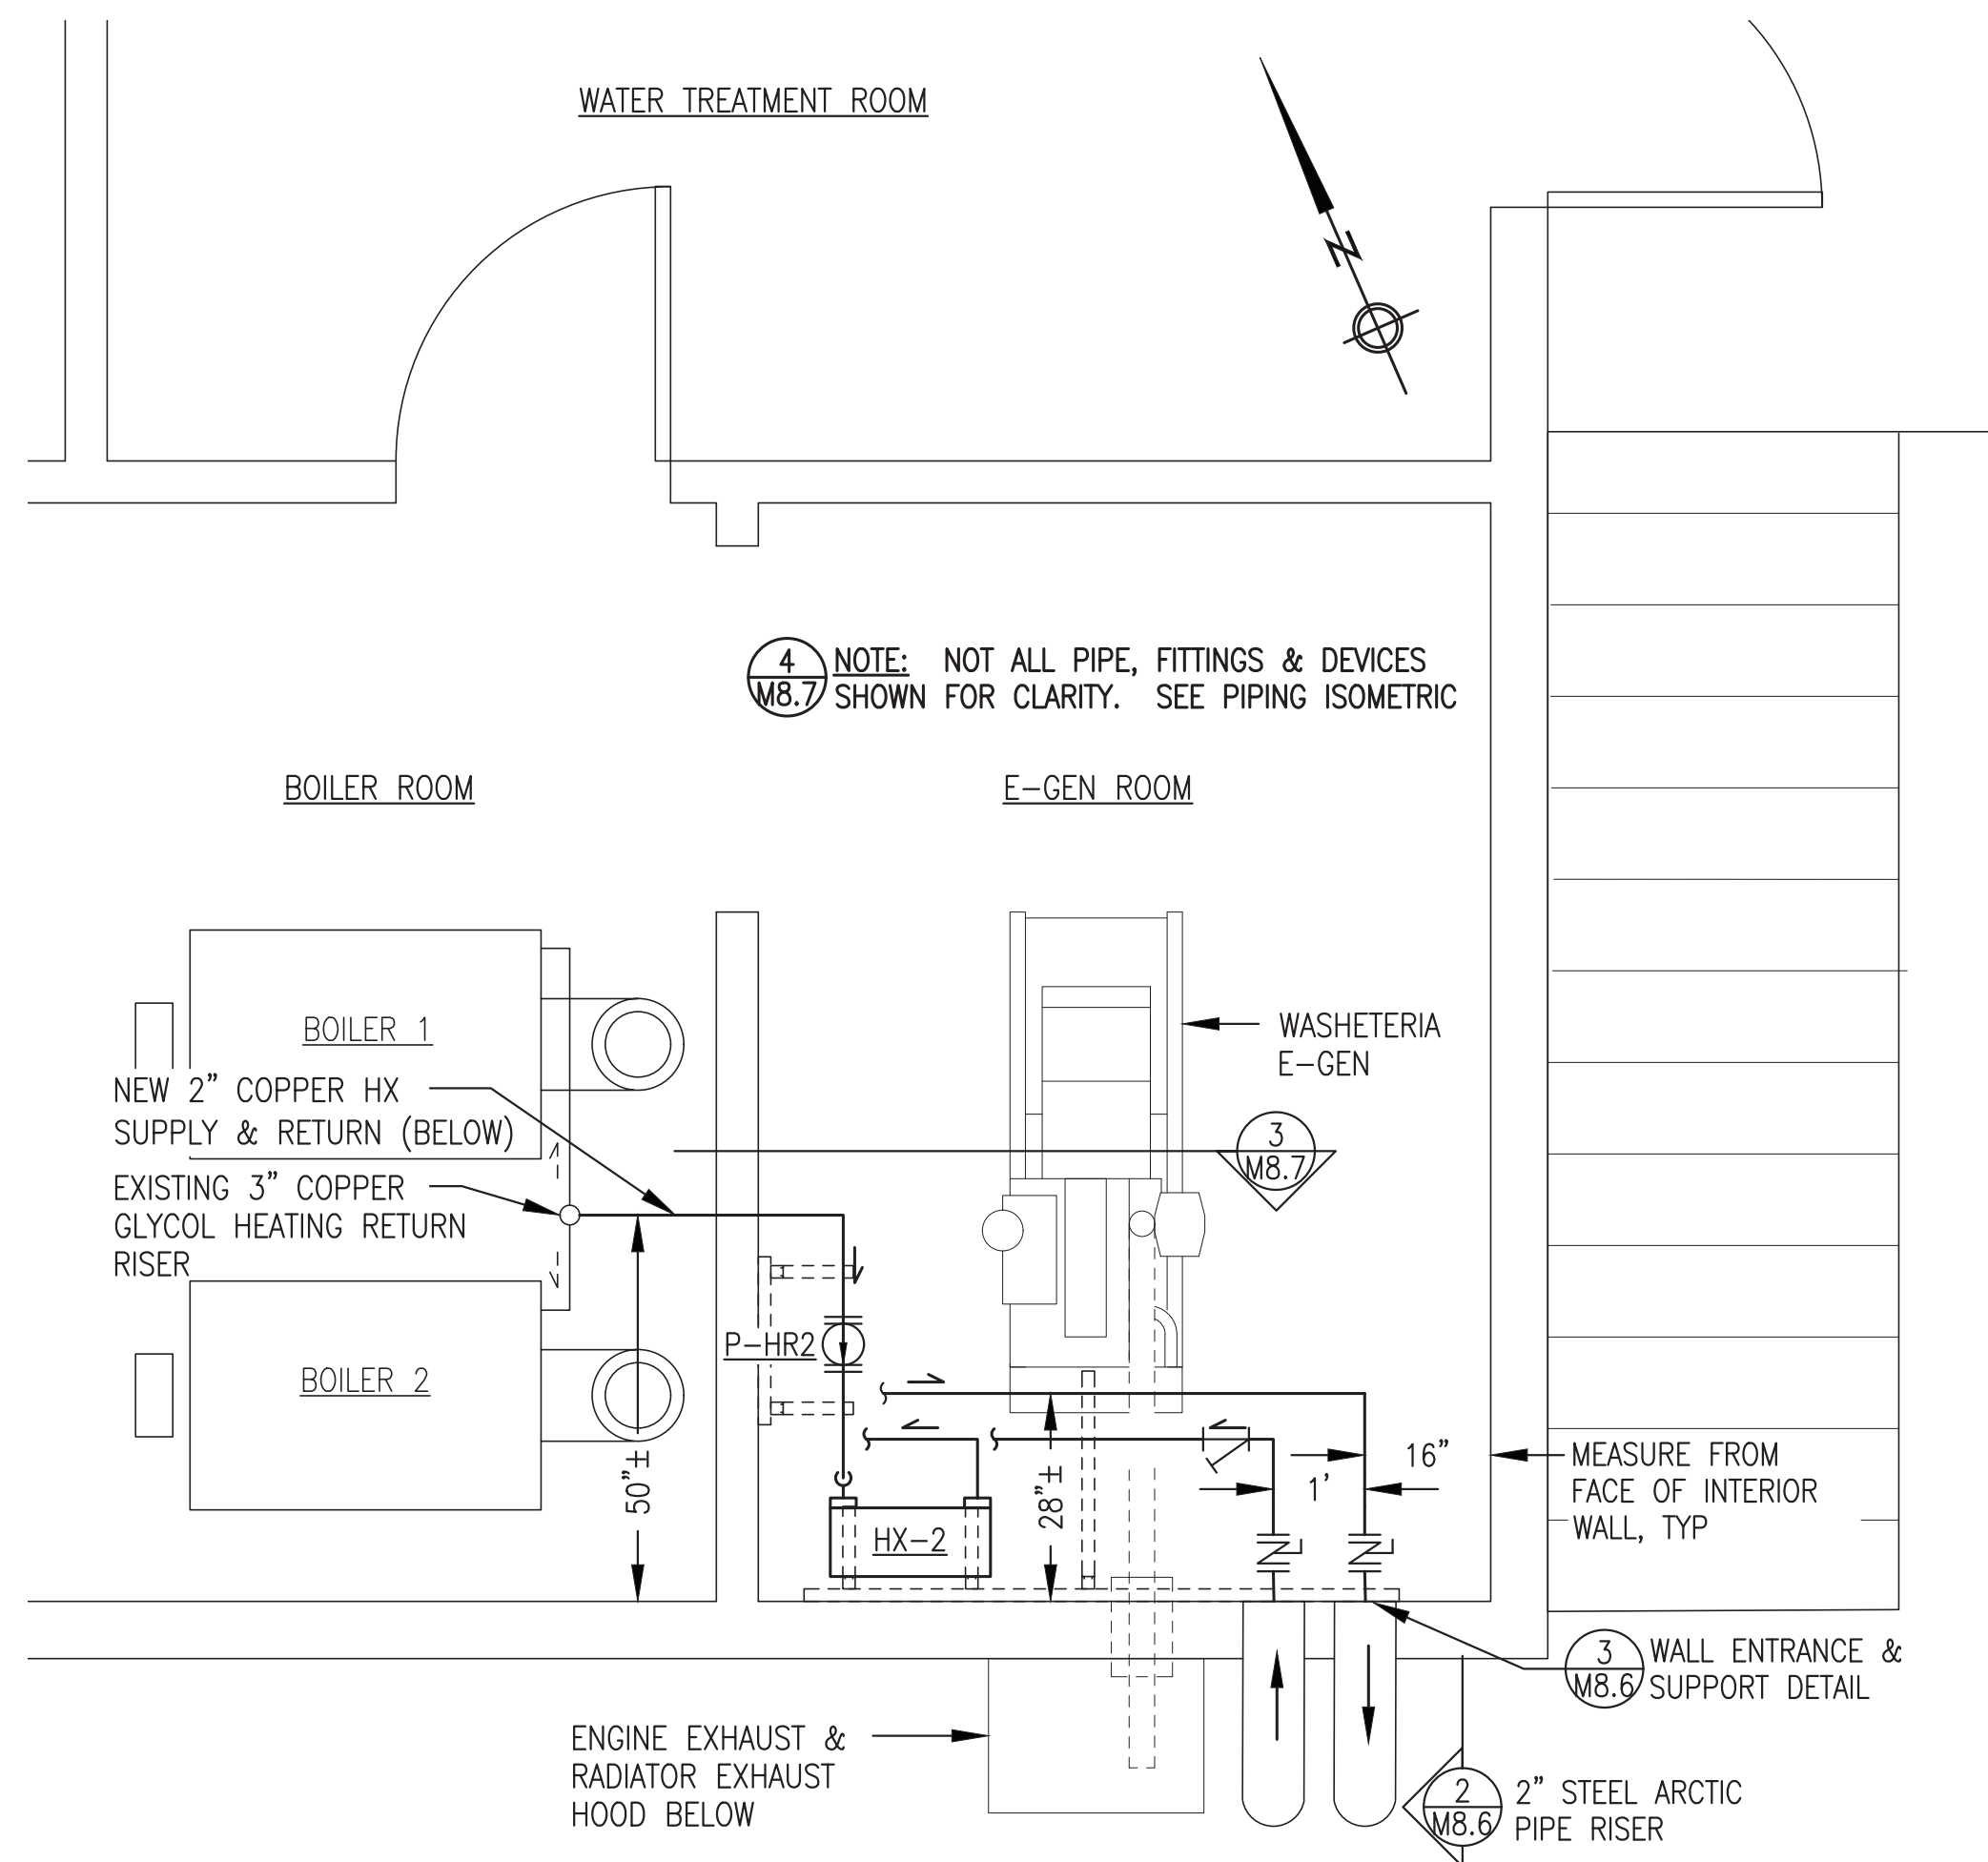 WATER TREATMENT ROOM
N
4
M8.7
NOTE: NOT ALL PIPE, FITTINGS & DEVICES
SHOWN FOR CLARITY. SEE PIPING ISOMETRIC
BOILER ROOM
E-GEN ROOM
BOILER 1
WASHETERIA
E-GEN
NEW 2” COPPER HX
SUPPLY & RETURN (BELOW)
3
M8.7
EXISTING 3” COPPER
GLYCOL HEATING RETURN
RISER
P-HR2
BOILER 2
50”±
28”±
16”
1’
MEASURE FROM
FACE OF INTERIOR
WALL, TYP
HX-2
3
M8.6
WALL ENTRANCE &
SUPPORT DETAIL
ENGINE EXHAUST &
RADIATOR EXHAUST
HOOD BELOW
2
M8.6
2” STEEL ARCTIC
PIPE RISER